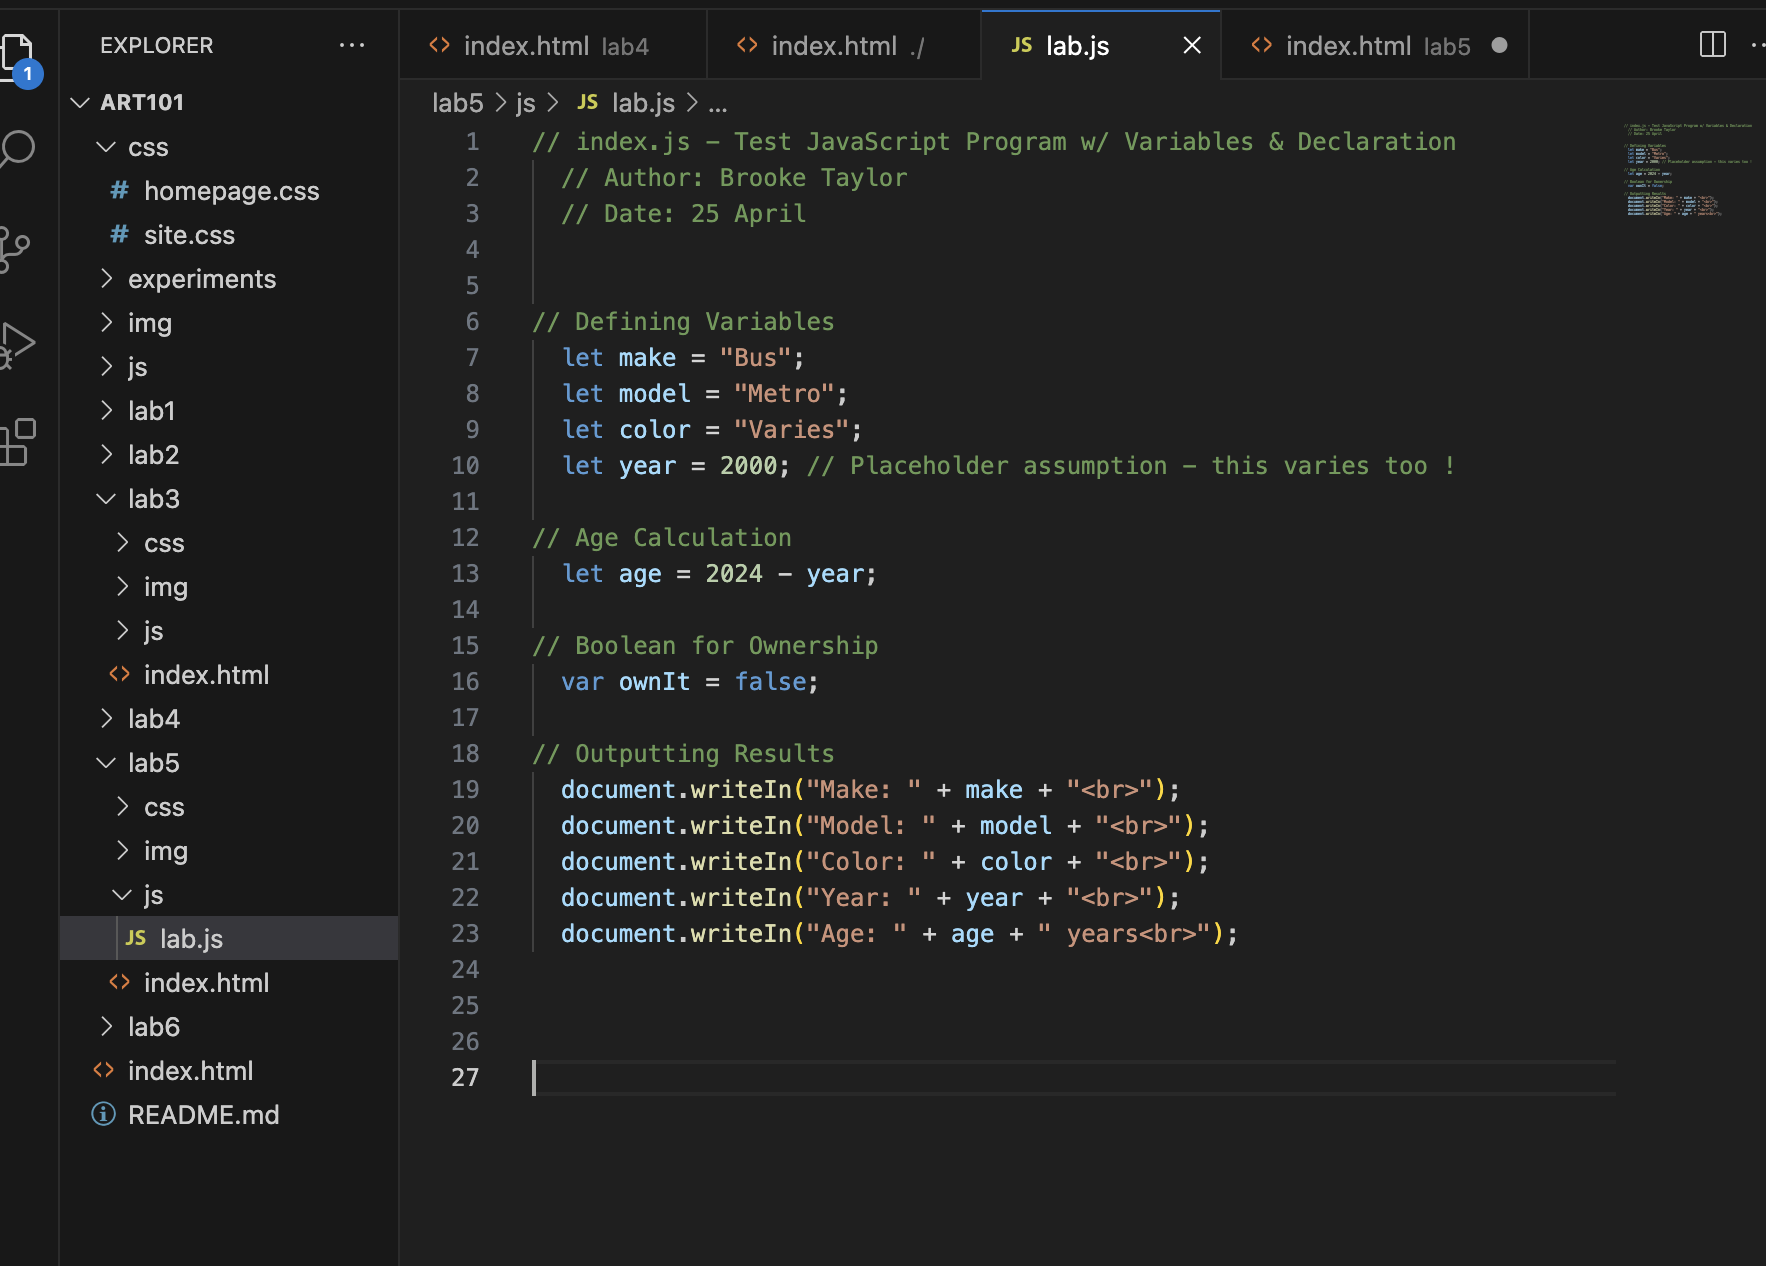 EXPLORER ...
1
ART101
css
# homepage.css
# site.css
experiments
img
js
lab1
lab2
lab3
css
img
js
<> index.html
lab4
lab5
css
img
js
JS lab.js
<> index.html
lab6
<> index.html
README.md
<> index.html lab4
<> index.html ./
JS lab.js
<> index.html lab5
lab5 > js > JS lab.js > ...
1 // index.js – Test JavaScript Program w/ Variables & Declaration
2 // Author: Brooke Taylor
3 // Date: 25 April
4
5
6 // Defining Variables
7 let make = "Bus";
8 let model = "Metro";
9 let color = "Varies";
10 let year = 2000; // Placeholder assumption – this varies too !
11
12 // Age Calculation
13 let age = 2024 - year;
14
15 // Boolean for Ownership
16 var ownIt = false;
17
18 // Outputting Results
19 document.writeIn("Make: " + make + "<br>");
20 document.writeIn("Model: " + model + "<br>");
21 document.writeIn("Color: " + color + "<br>");
22 document.writeIn("Year: " + year + "<br>");
23 document.writeIn("Age: " + age + " years<br>");
24
25
26
27